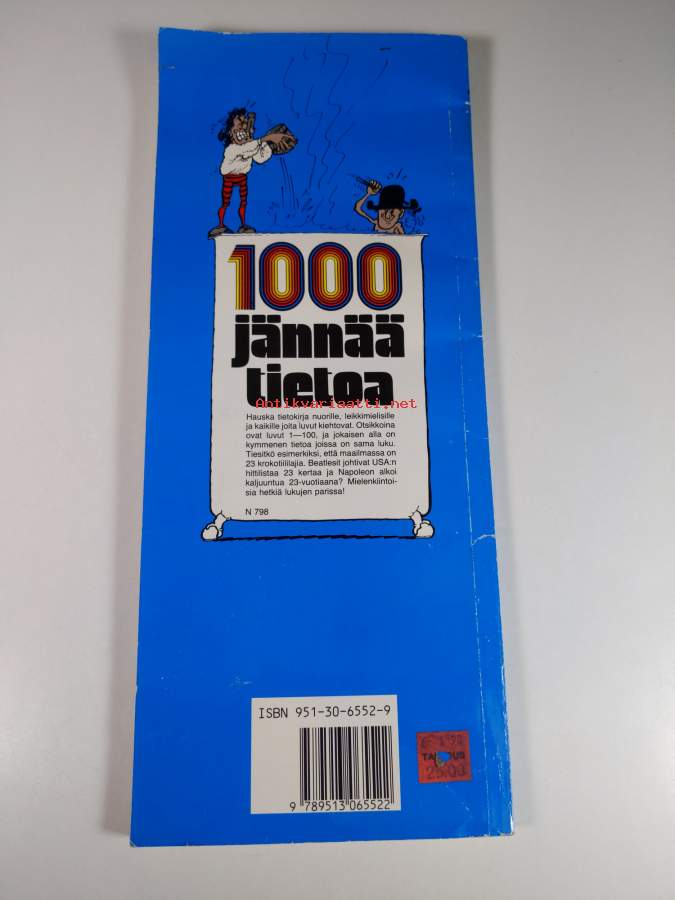 1000
jännää
tietoa
Antikvariaatti.net
Hauska tietokirja nuorille, leikkimielisille
ja kaikille joita luvut kiehtovat. Otsikkoina
ovat luvut 1—100, ja jokaisen alla on
kymmenen tietoa joissa on sama luku.
Tiesitkö esimerkiksi, että maailmassa on
23 krokotiililajia. Beatlesit johtivat USA:n
hittilistaa 23 kertaa ja Napoleon alkoi
kaljuuntua 23-vuotiaana? Mielenkiintoi-
sia hetkiä lukujen parissa!
N 798
ISBN 951-30-6552-9
9 789513 065522
25.00